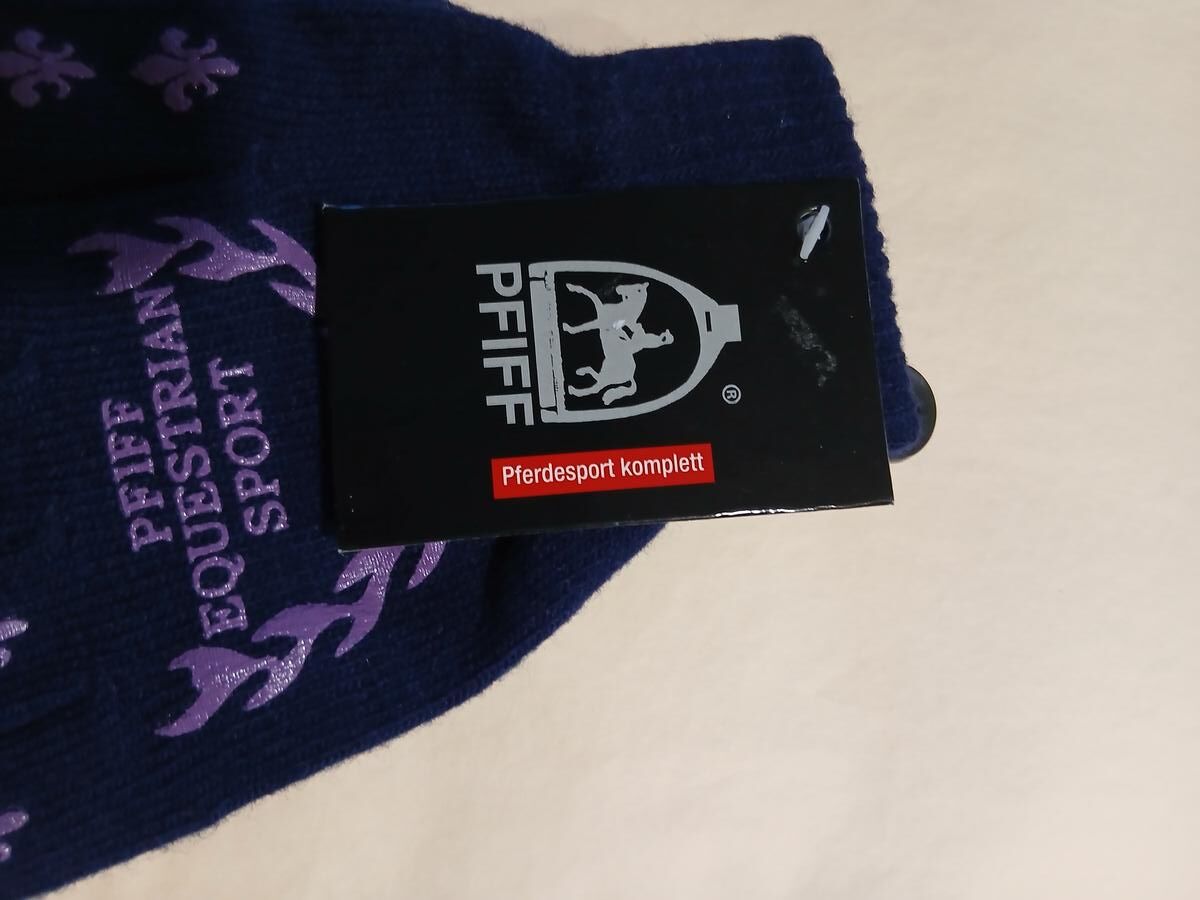 PFIFF
EQUESTRIAN
SPORT
PFIFF
®
Pferdesport komplett